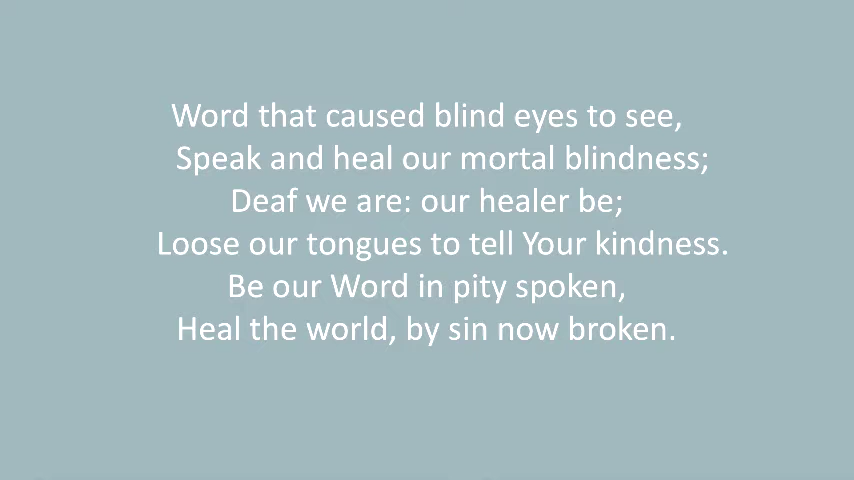 Word that caused blind eyes to see,
Speak and heal our mortal blindness;
Deaf we are: our healer be;
Loose our tongues to tell Your kindness.
Be our Word in pity spoken,
Heal the world, by sin now broken.